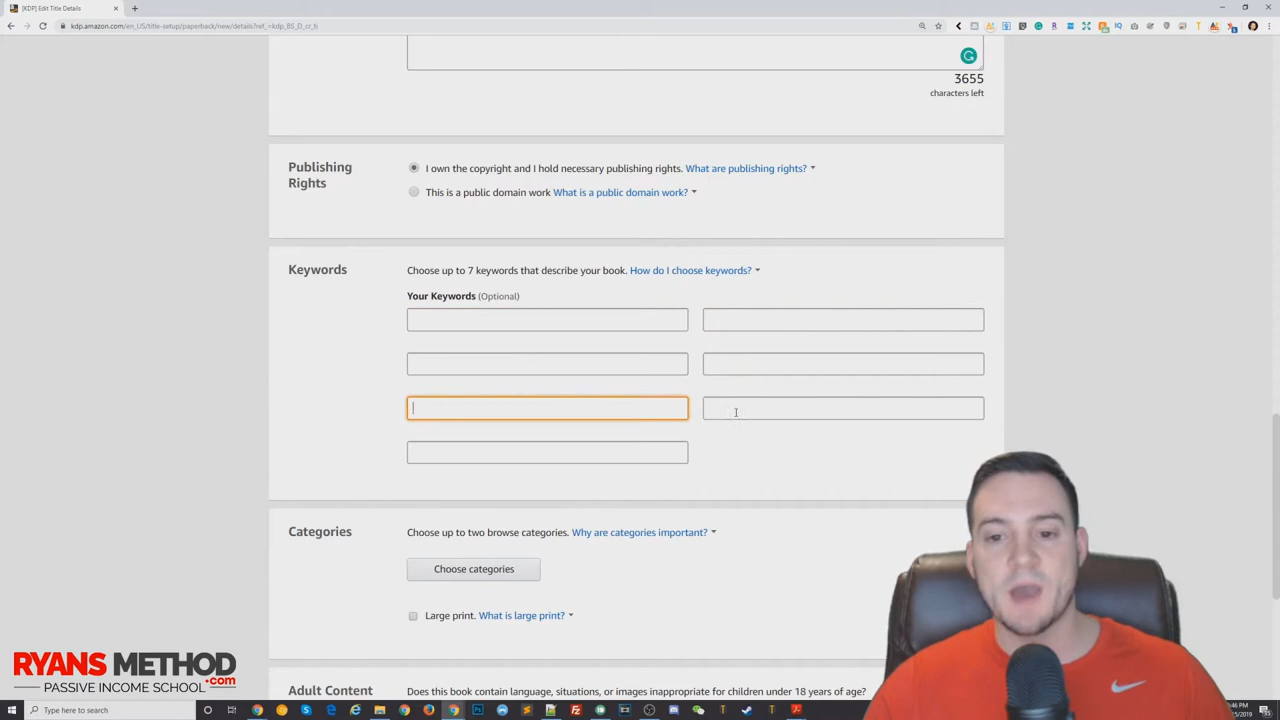 [KDP] Edit Title Details
kdp.amazon.com/en_US/title-setup/paperback/new/details?ref_=kdp_BS_D_cr_ti
3655
characters left
Publishing
Rights
I own the copyright and I hold necessary publishing rights. What are publishing rights?
This is a public domain work What is a public domain work?
Keywords
Choose up to 7 keywords that describe your book. How do I choose keywords?
Your Keywords (Optional)
Categories
Choose up to two browse categories. Why are categories important?
Choose categories
Large print. What is large print?
Adult Content
Does this book contain language, situations, or images inappropriate for children under 18 years of age?
RYANS METHOD
.com
PASSIVE INCOME SCHOOL
Type here to search